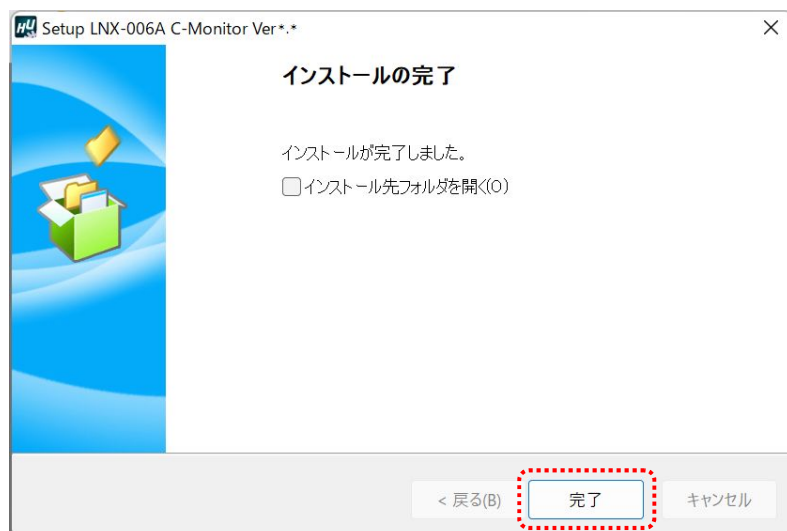 HU Setup LNX-006A C-Monitor Ver*.*
インストールの完了
インストールが完了しました。
インストール先フォルダを開く(O)
< 戻る(B) 完了 キャンセル